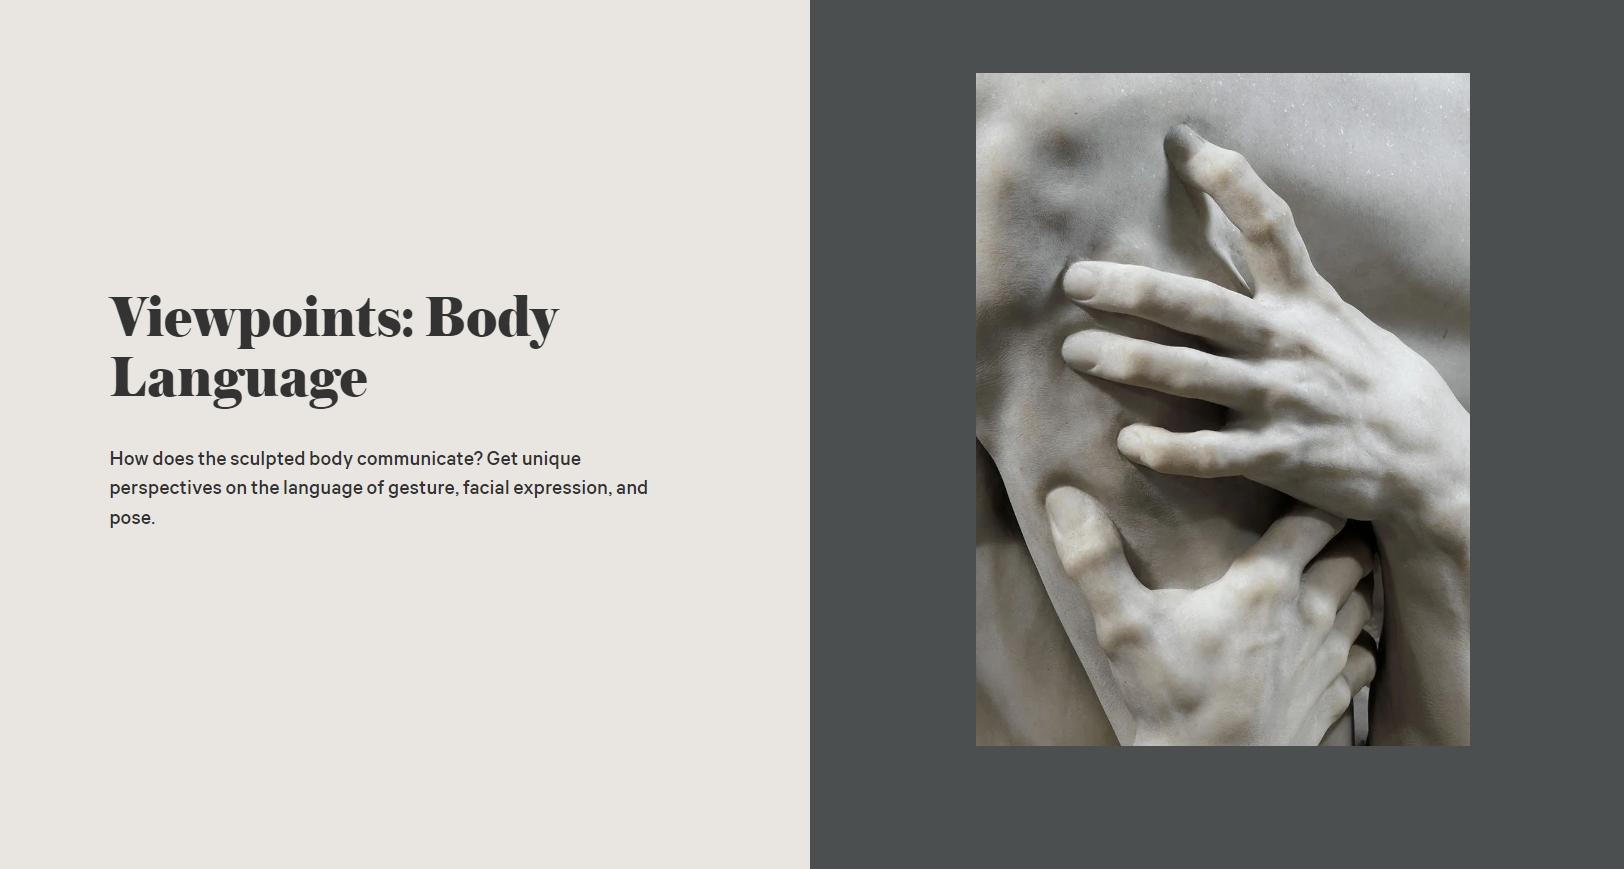 Viewpoints: Body
Language
How does the sculpted body communicate? Get unique
perspectives on the language of gesture, facial expression, and
pose.